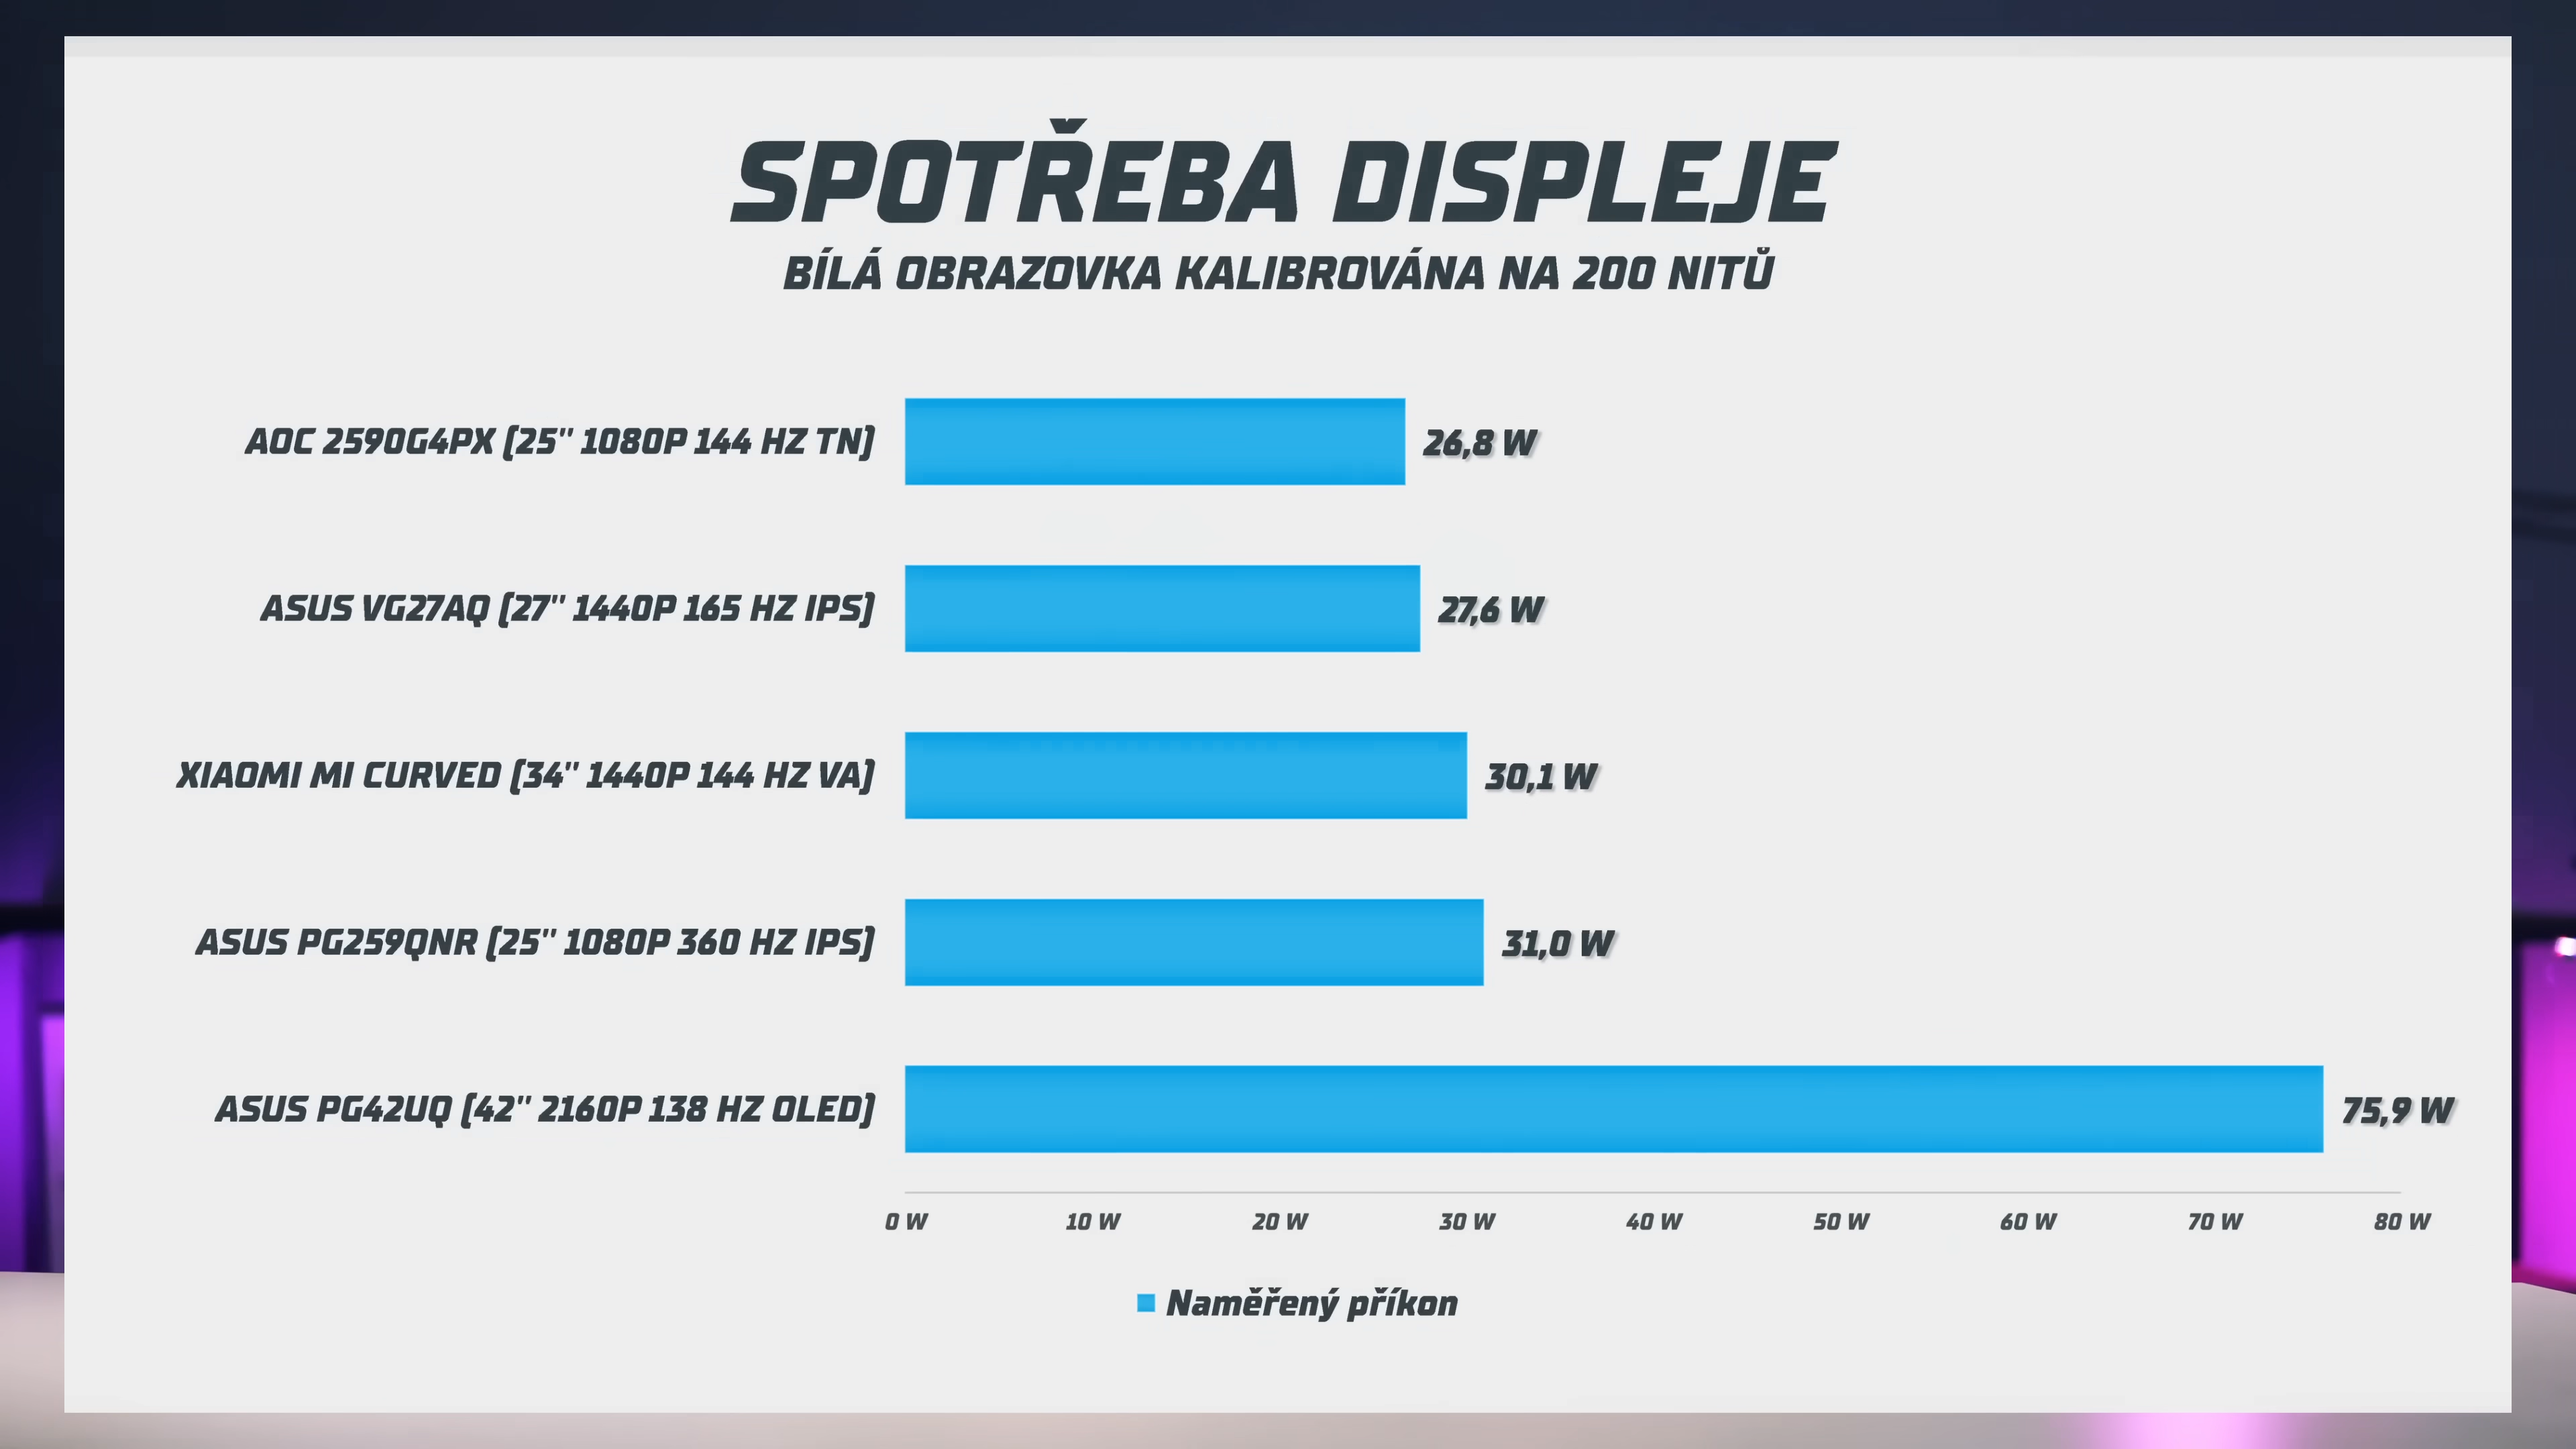 SPOTŘEBA DISPLEJE
BÍLÁ OBRAZOVKA KALIBROVÁNA NA 200 NITŮ
AOC 2590G4PX (25" 1080P 144 HZ TN) 26,8 W
ASUS VG27AQ (27" 1440P 165 HZ IPS) 27,6 W
XIAOMI MI CURVED (34" 1440P 144 HZ VA) 30,1 W
ASUS PG259QNR (25" 1080P 360 HZ IPS) 31,0 W
ASUS PG42UQ (42" 2160P 138 HZ OLED) 75,9 W
0 W 10 W 20 W 30 W 40 W 50 W 60 W 70 W 80 W
Naměřený příkon